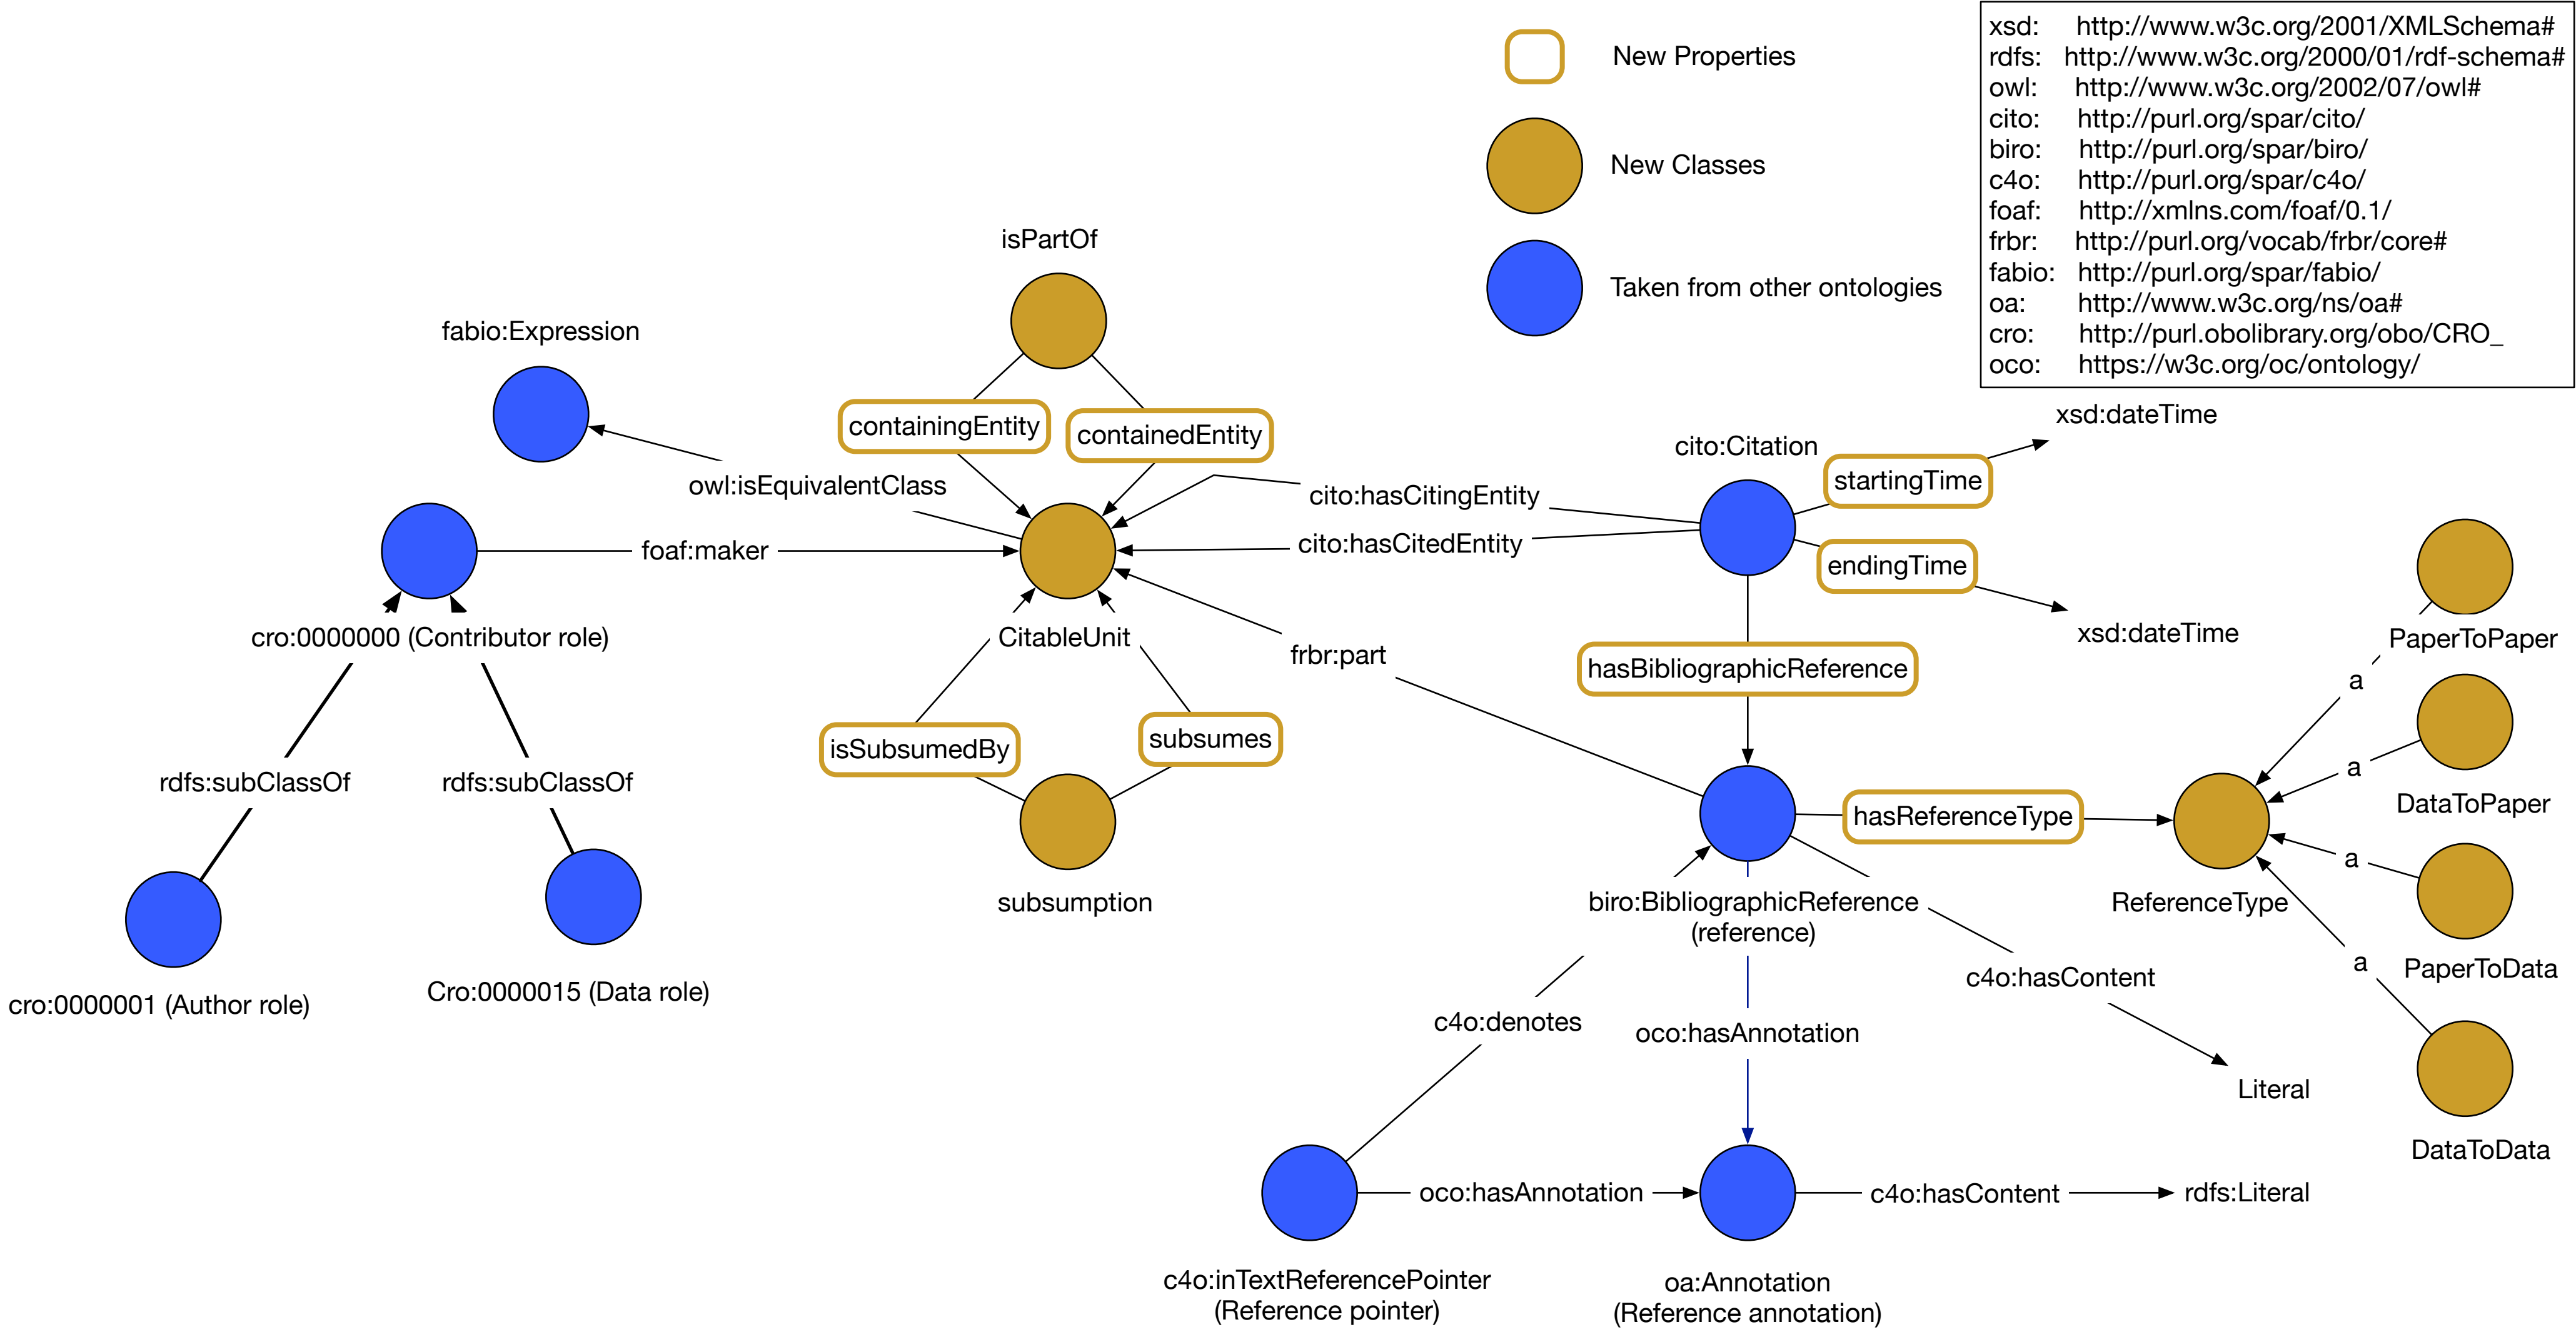 xsd: http://www.w3c.org/2001/XMLSchema#
rdfs: http://www.w3c.org/2000/01/rdf-schema#
owl: http://www.w3c.org/2002/07/owl#
cito: http://purl.org/spar/cito/
biro: http://purl.org/spar/biro/
c4o: http://purl.org/spar/c4o/
foaf: http://xmlns.com/foaf/0.1/
frbr: http://purl.org/vocab/frbr/core#
fabio: http://purl.org/spar/fabio/
oa: http://www.w3c.org/ns/oa#
cro: http://purl.obolibrary.org/obo/CRO_
oco: https://w3c.org/oc/ontology/
New Properties
New Classes
Taken from other ontologies
isPartOf
fabio:Expression
containingEntity
containedEntity
xsd:dateTime
cito:Citation
startingTime
owl:isEquivalentClass
cito:hasCitingEntity
foaf:maker
cito:hasCitedEntity
endingTime
xsd:dateTime
cro:0000000 (Contributor role)
CitableUnit
frbr:part
hasBibliographicReference
PaperToPaper
a
isSubsumedBy
subsumes
rdfs:subClassOf
rdfs:subClassOf
a
DataToPaper
hasReferenceType
a
subsumption
biro:BibliographicReference
(reference)
ReferenceType
a
PaperToData
cro:0000001 (Author role)
Cro:0000015 (Data role)
c4o:hasContent
c4o:denotes
oco:hasAnnotation
Literal
DataToData
oco:hasAnnotation
c4o:hasContent
rdfs:Literal
c4o:inTextReferencePointer
(Reference pointer)
oa:Annotation
(Reference annotation)